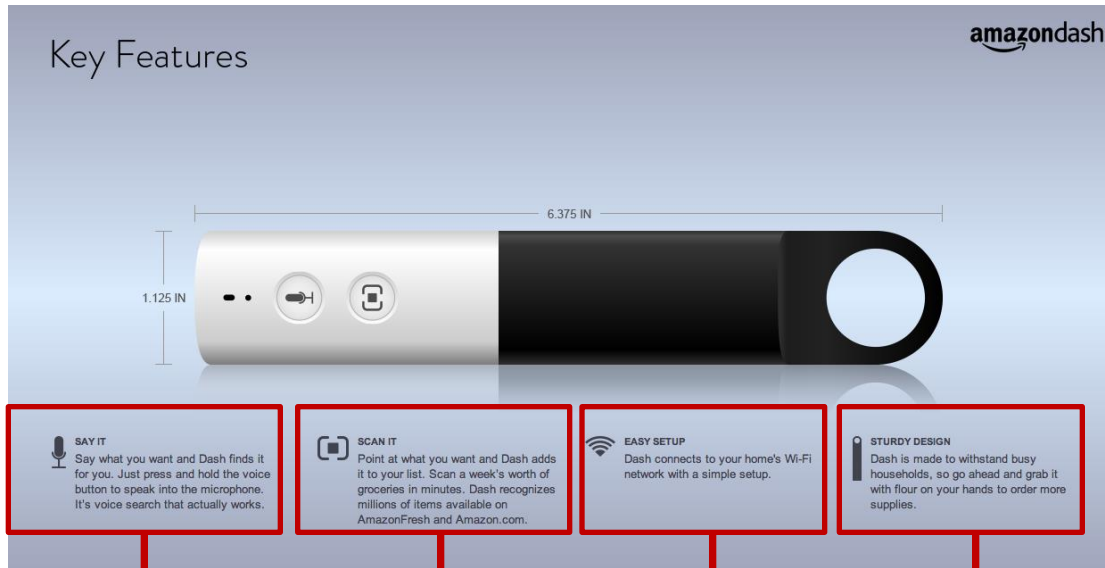 Key Features
amazondash
6.375 IN
1.125 IN
SAY IT
Say what you want and Dash finds it
for you. Just press and hold the voice
button to speak into the microphone.
It's voice search that actually works.
SCAN IT
Point at what you want and Dash adds
it to your list. Scan a week's worth of
groceries in minutes. Dash recognizes
millions of items available on
AmazonFresh and Amazon.com.
EASY SETUP
Dash connects to your home's Wi-Fi
network with a simple setup.
STURDY DESIGN
Dash is made to withstand busy
households, so go ahead and grab it
with flour on your hands to order more
supplies.